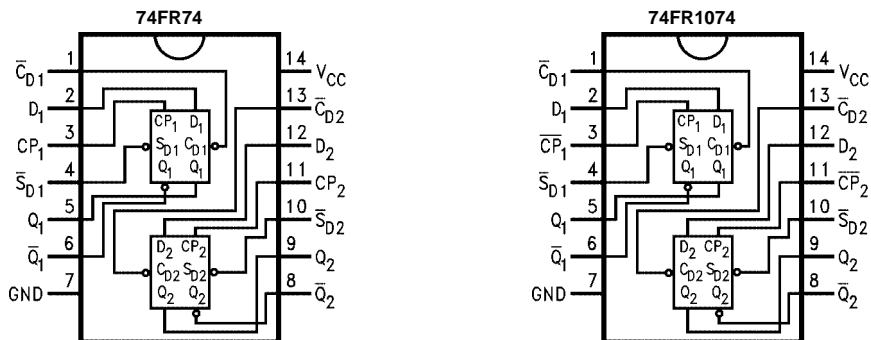 74FR74
1
C̅D1
2
D1
3
CP1
4
S̅D1
5
Q1
6
Q̅1
7
GND
14
VCC
13
C̅D2
12
D2
11
CP2
10
S̅D2
9
Q2
8
Q̅2
CP1 D1
SD1 CD1
Q1 Q1
D2 CP2
CD2 SD2
Q2 Q2
74FR1074
1
C̅D1
2
D1
3
C̅P̅1
4
S̅D1
5
Q1
6
Q̅1
7
GND
14
VCC
13
C̅D2
12
D2
11
C̅P̅2
10
S̅D2
9
Q2
8
Q̅2
CP1 D1
SD1 CD1
Q1 Q1
D2 CP2
CD2 SD2
Q2 Q2